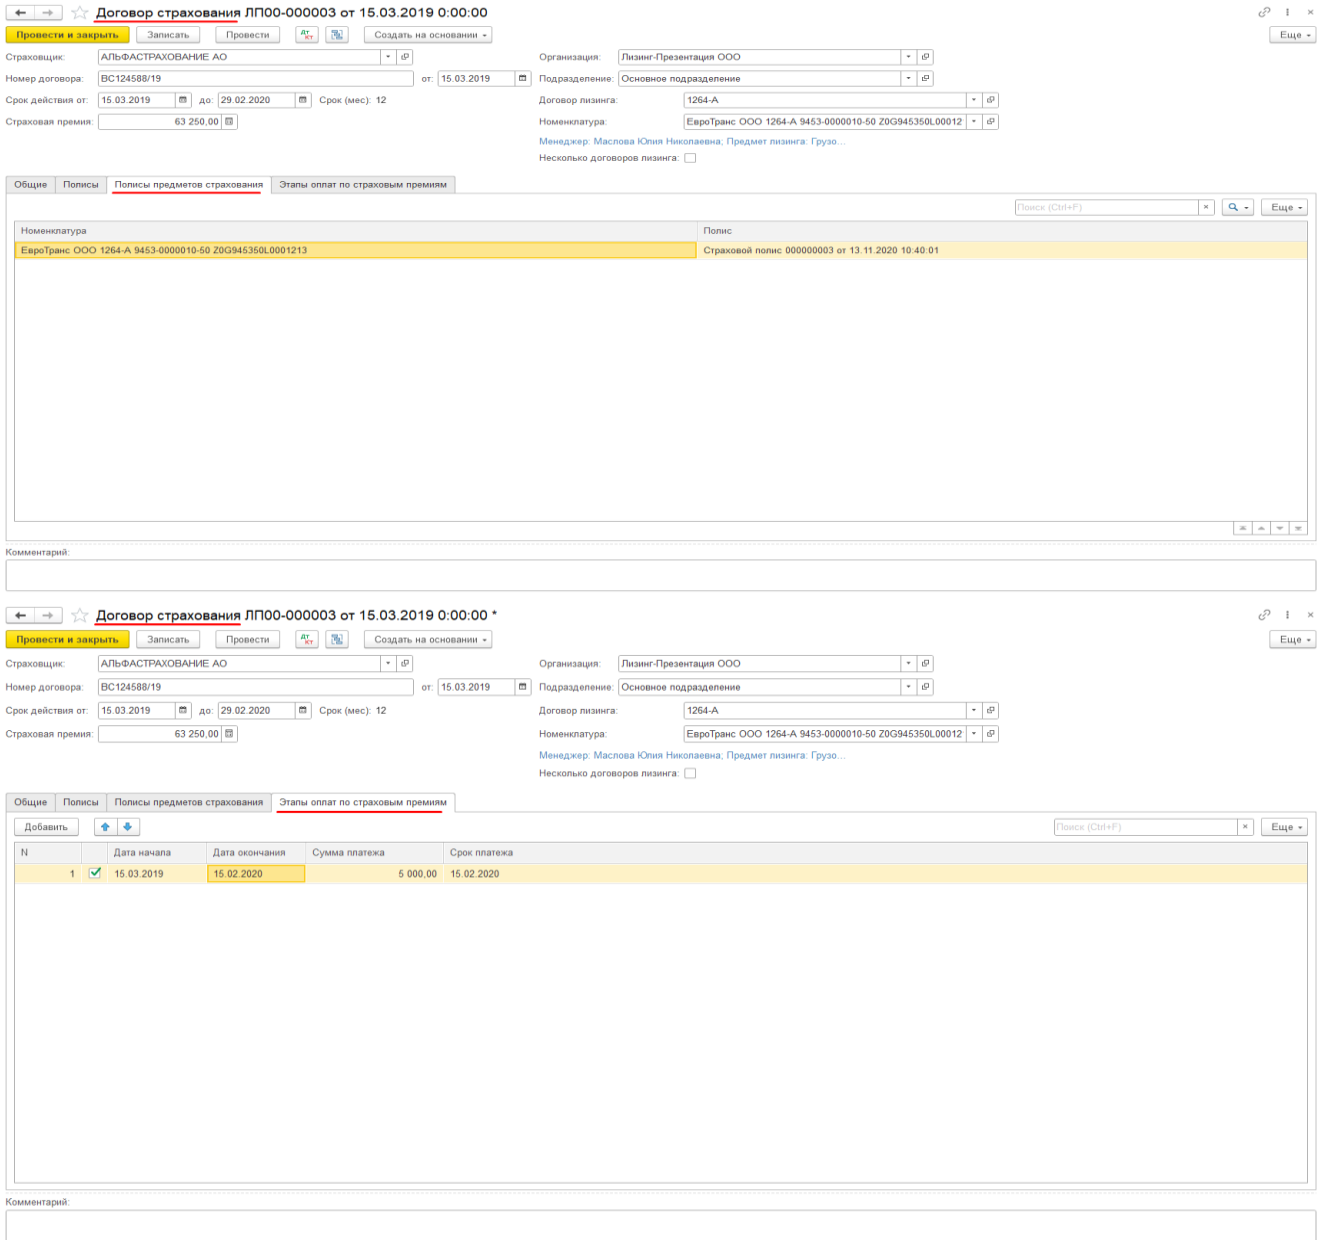 Договор страхования ЛП00-000003 от 15.03.2019 0:00:00
Провести и закрыть Записать Провести Дт Кт Создать на основании Еще
Страховщик: АЛЬФАСТРАХОВАНИЕ АО Организация: Лизинг-Презентация ООО
Номер договора: ВС124588/19 от: 15.03.2019 Подразделение: Основное подразделение
Срок действия от: 15.03.2019 до: 29.02.2020 Срок (мес): 12 Договор лизинга: 1264-А
Страховая премия: 63 250,00 Номенклатура: ЕвроТранс ООО 1264-А 9453-0000010-50 Z0G945350L00012
Менеджер: Маслова Юлия Николаевна; Предмет лизинга: Грузо...
Несколько договоров лизинга:
Общие Полисы Полисы предметов страхования Этапы оплат по страховым премиям
Поиск (Ctrl+F) × Еще
Номенклатура Полис
ЕвроТранс ООО 1264-А 9453-0000010-50 Z0G945350L0001213 Страховой полис 000000003 от 13.11.2020 10:40:01
Комментарий:
Договор страхования ЛП00-000003 от 15.03.2019 0:00:00 *
Провести и закрыть Записать Провести Дт Кт Создать на основании Еще
Страховщик: АЛЬФАСТРАХОВАНИЕ АО Организация: Лизинг-Презентация ООО
Номер договора: ВС124588/19 от: 15.03.2019 Подразделение: Основное подразделение
Срок действия от: 15.03.2019 до: 29.02.2020 Срок (мес): 12 Договор лизинга: 1264-А
Страховая премия: 63 250,00 Номенклатура: ЕвроТранс ООО 1264-А 9453-0000010-50 Z0G945350L00012
Менеджер: Маслова Юлия Николаевна; Предмет лизинга: Грузо...
Несколько договоров лизинга:
Общие Полисы Полисы предметов страхования Этапы оплат по страховым премиям
Добавить Поиск (Ctrl+F) × Еще
N Дата начала Дата окончания Сумма платежа Срок платежа
1 15.03.2019 15.02.2020 5 000,00 15.02.2020
Комментарий: